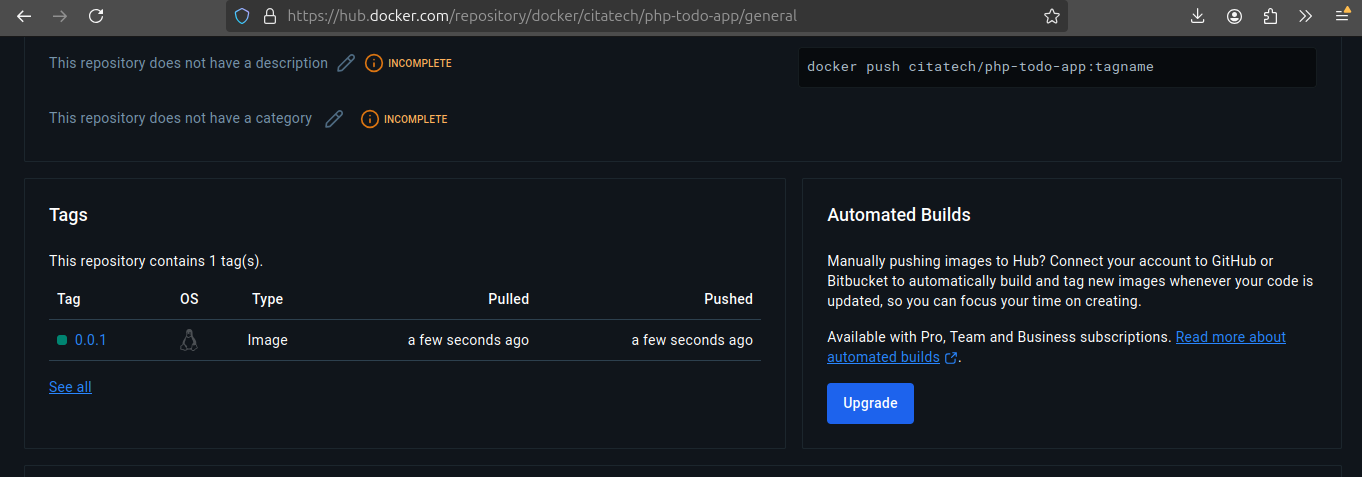 https://hub.docker.com/repository/docker/citatech/php-todo-app/general
This repository does not have a description INCOMPLETE
docker push citatech/php-todo-app:tagname
This repository does not have a category INCOMPLETE
Tags
This repository contains 1 tag(s).
Tag OS Type Pulled Pushed
0.0.1 Image a few seconds ago a few seconds ago
See all
Automated Builds
Manually pushing images to Hub? Connect your account to GitHub or
Bitbucket to automatically build and tag new images whenever your code is
updated, so you can focus your time on creating.
Available with Pro, Team and Business subscriptions. Read more about
automated builds.
Upgrade